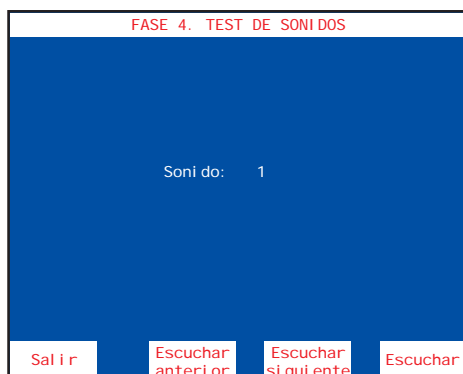 FASE 4. TEST DE SONIDOS
Sonido: 1
Salir
Escuchar
anterior
Escuchar
siguiente
Escuchar